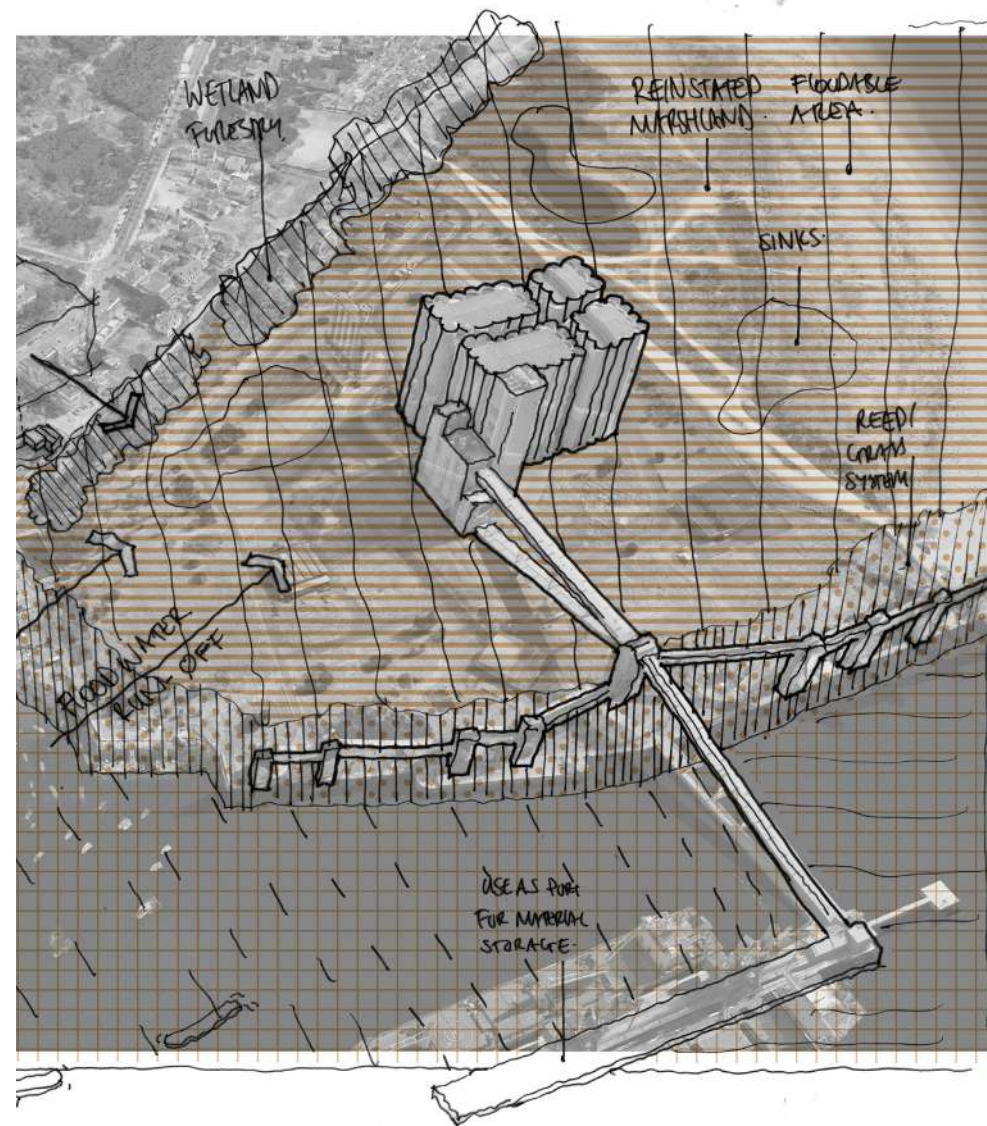 WETLAND
FORESTRY
REINSTATED
MARSHLAND.
FLOODABLE
AREA.
SINKS.
REED/
GRASS
SYSTEM/
FLOOD WATER
RUN OFF
USE AS PORT
FOR MATERIAL
STORAGE.